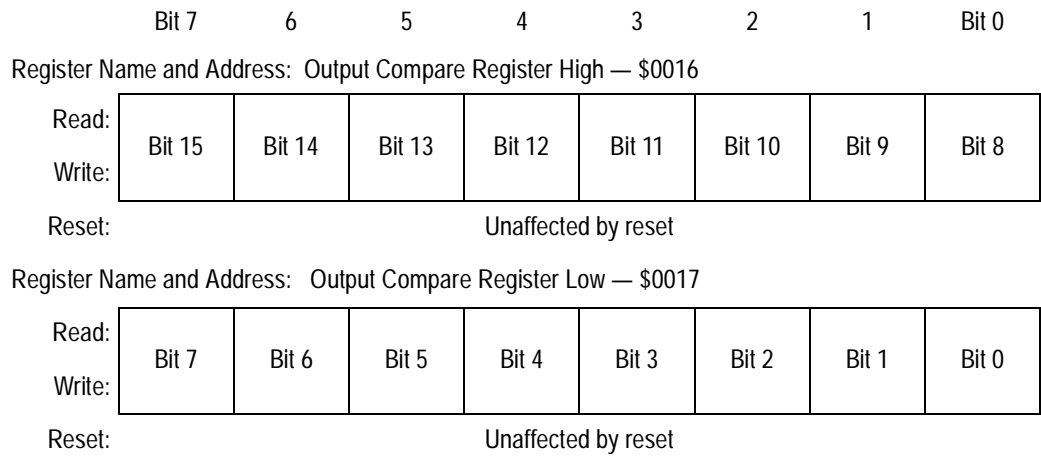 Bit 7 6 5 4 3 2 1 Bit 0
Register Name and Address: Output Compare Register High — $0016
Read:
Bit 15 Bit 14 Bit 13 Bit 12 Bit 11 Bit 10 Bit 9 Bit 8
Write:
Reset: Unaffected by reset
Register Name and Address: Output Compare Register Low — $0017
Read:
Bit 7 Bit 6 Bit 5 Bit 4 Bit 3 Bit 2 Bit 1 Bit 0
Write:
Reset: Unaffected by reset